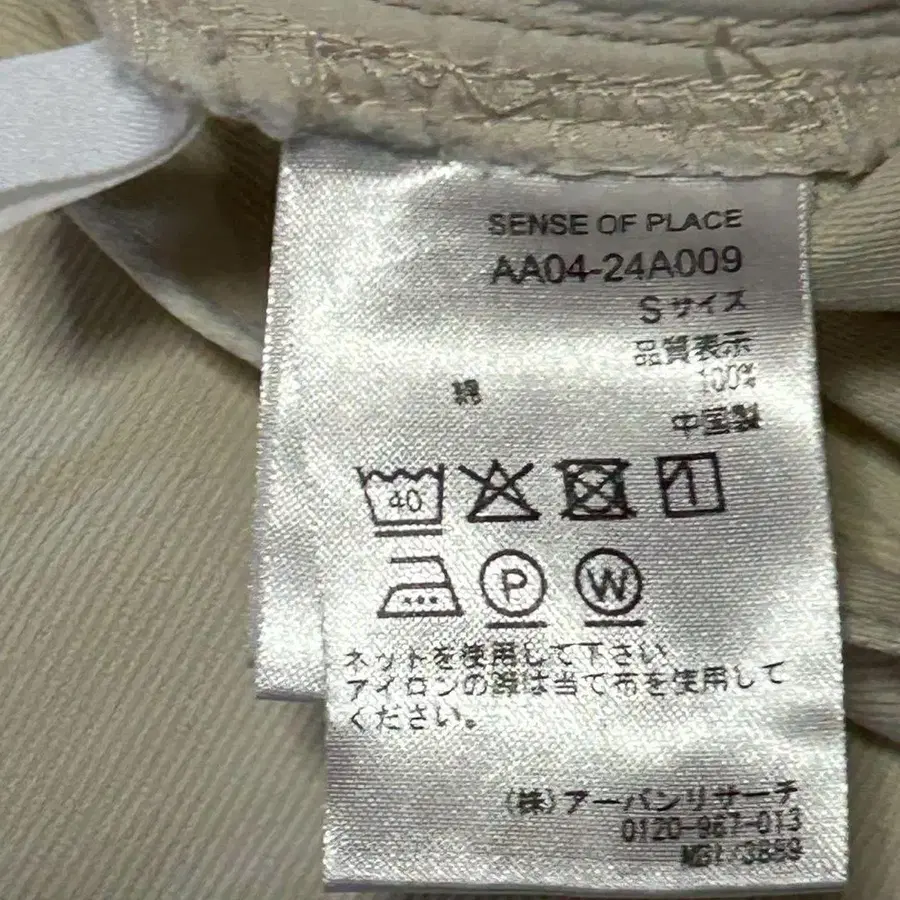 SENSE OF PLACE
AA04-24A009
Sサイズ
品質表示
綿 100%
中国製
40
P W
ネットを使用して下さい
アイロンの際は当て布を使用して
ください。
(株)アーバンリサーチ
0120-967-013